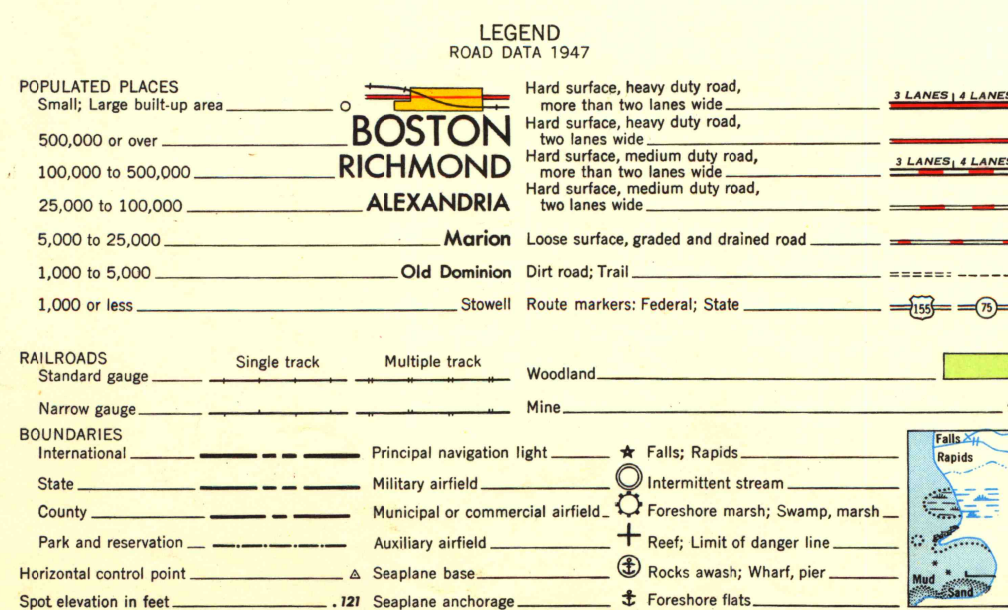 LEGEND
ROAD DATA 1947
POPULATED PLACES
Small; Large built-up area
500,000 or over BOSTON
100,000 to 500,000 RICHMOND
25,000 to 100,000 ALEXANDRIA
5,000 to 25,000 Marion
1,000 to 5,000 Old Dominion
1,000 or less Stowell
Hard surface, heavy duty road,
more than two lanes wide 3 LANES 4 LANES
Hard surface, heavy duty road,
two lanes wide
Hard surface, medium duty road,
more than two lanes wide 3 LANES 4 LANES
Hard surface, medium duty road,
two lanes wide
Loose surface, graded and drained road
Dirt road; Trail
Route markers: Federal; State 155 75
RAILROADS Single track Multiple track
Standard gauge
Narrow gauge
Woodland
Mine
BOUNDARIES
International
State
County
Park and reservation
Horizontal control point
Spot elevation in feet .121
Principal navigation light
Military airfield
Municipal or commercial airfield
Auxiliary airfield
Seaplane base
Seaplane anchorage
Falls; Rapids
Intermittent stream
Foreshore marsh; Swamp, marsh
Reef; Limit of danger line
Rocks awash; Wharf, pier
Foreshore flats
Falls
Rapids
Mud
Sand